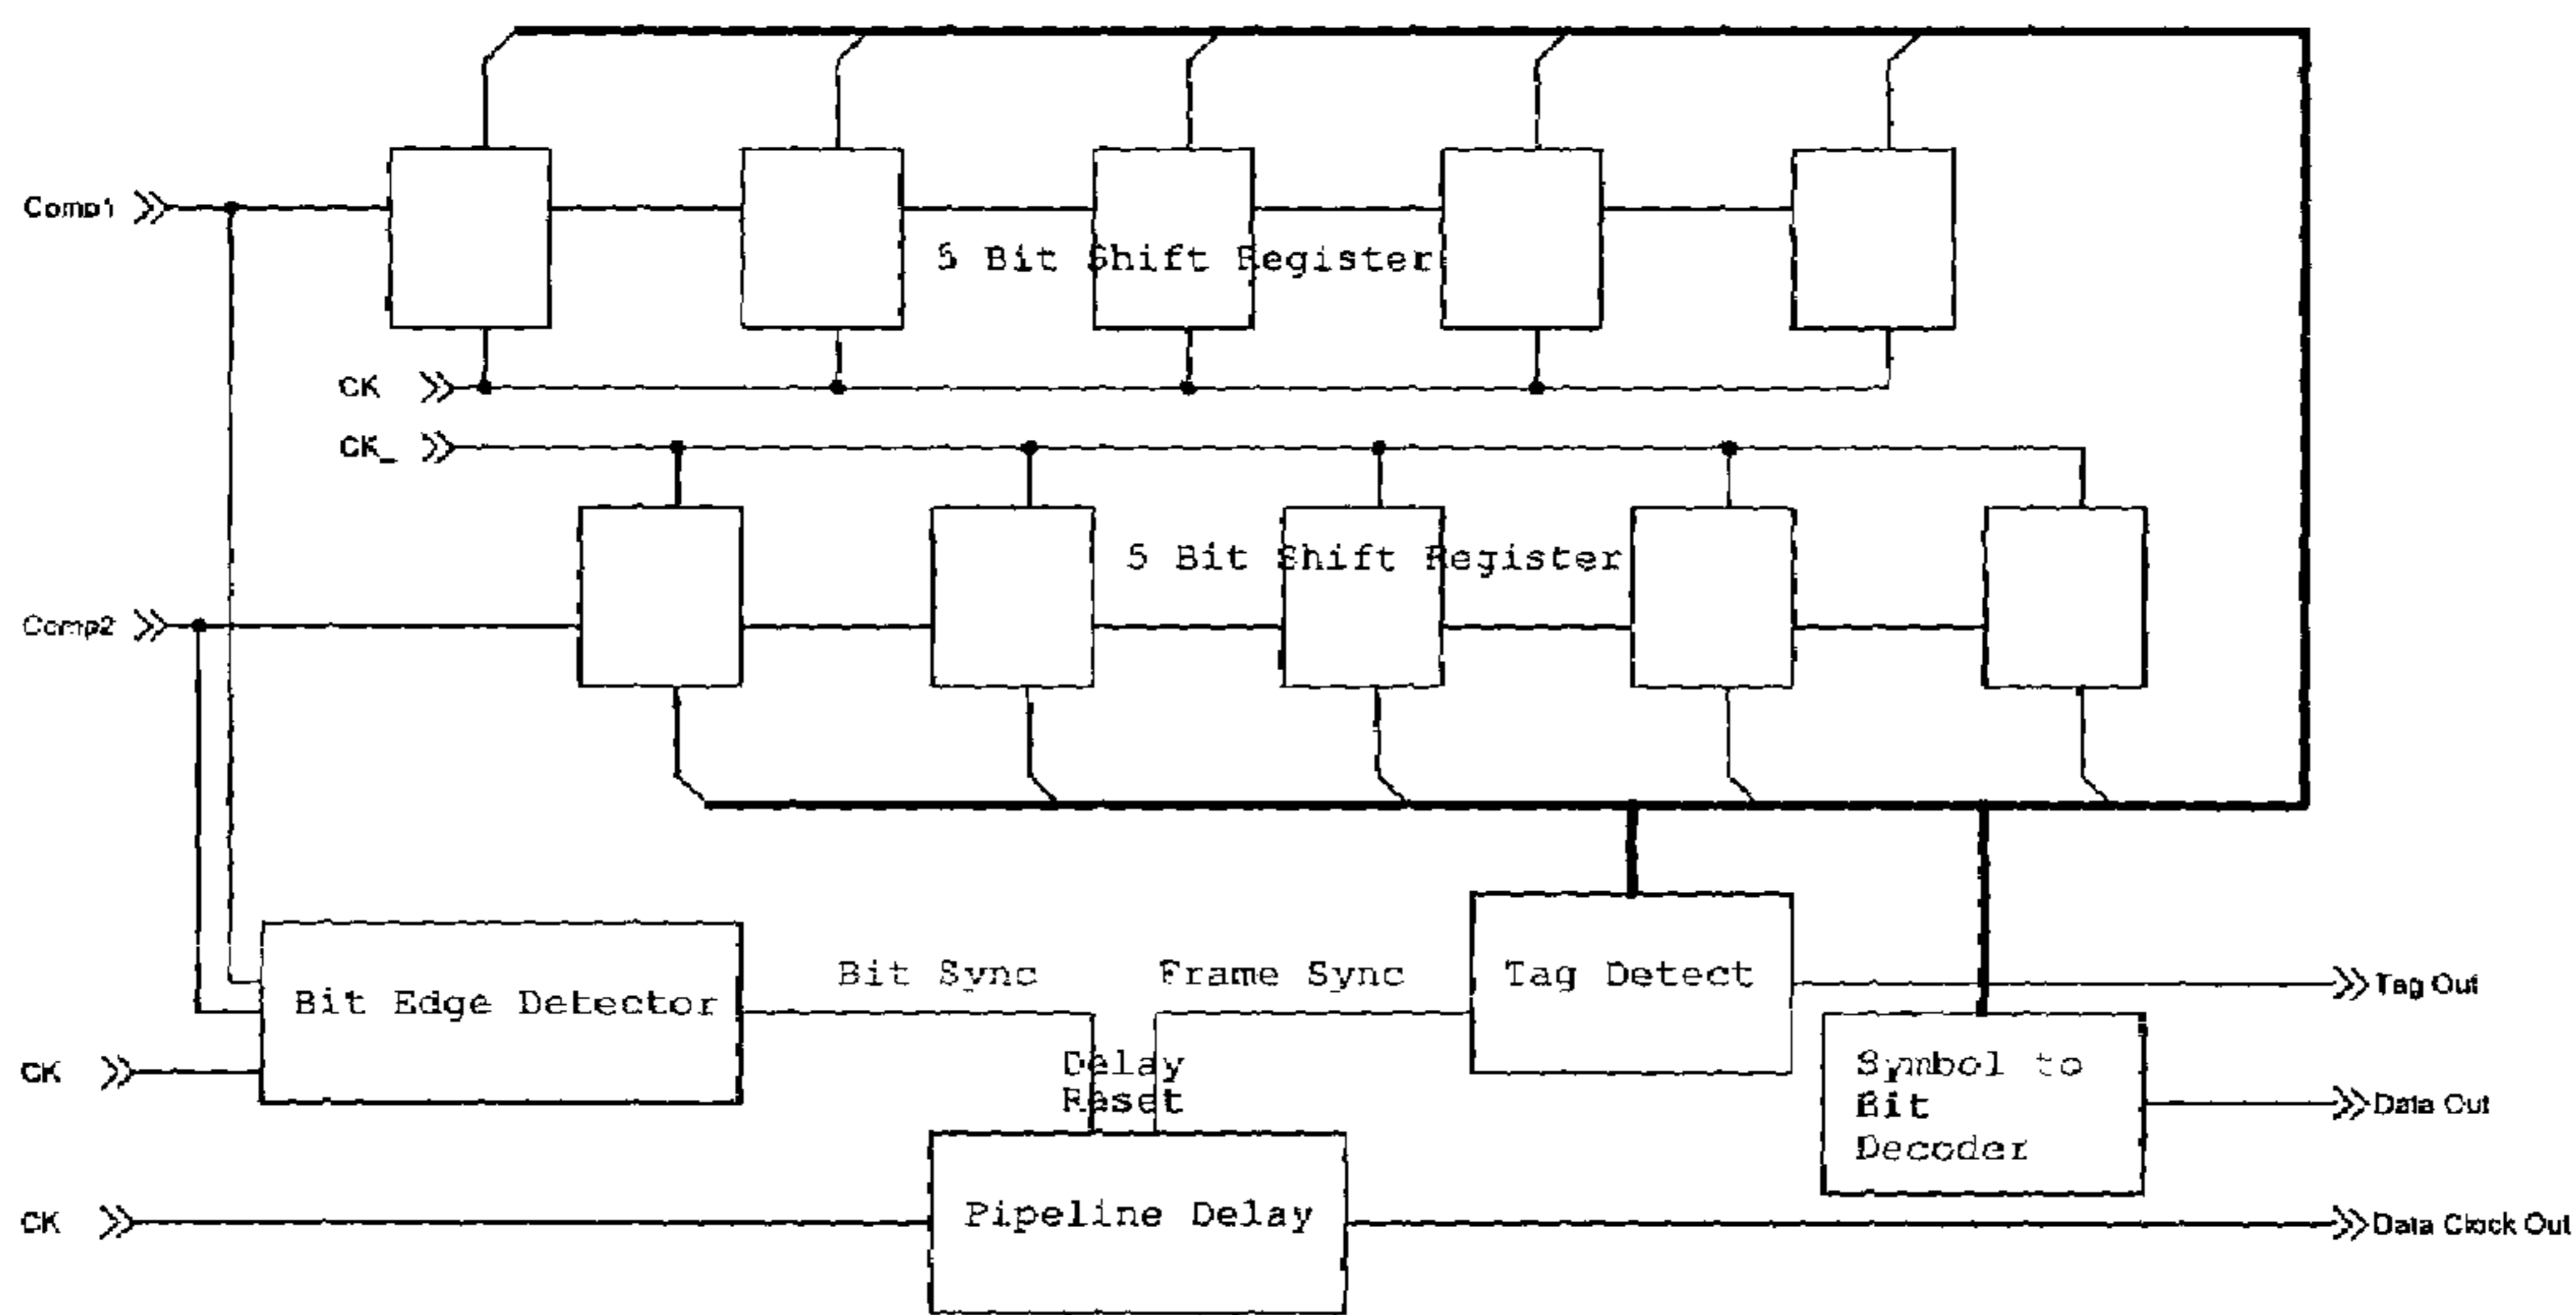 Comp1
5 Bit Shift Register
CK
CK_
5 Bit Shift Register
Comp2
Bit Sync
Frame Sync
Tag Detect
Tag Out
Bit Edge Detector
CK
Delay
Reset
Symbol to
Bit
Decoder
Data Out
CK
Pipeline Delay
Data Clock Out